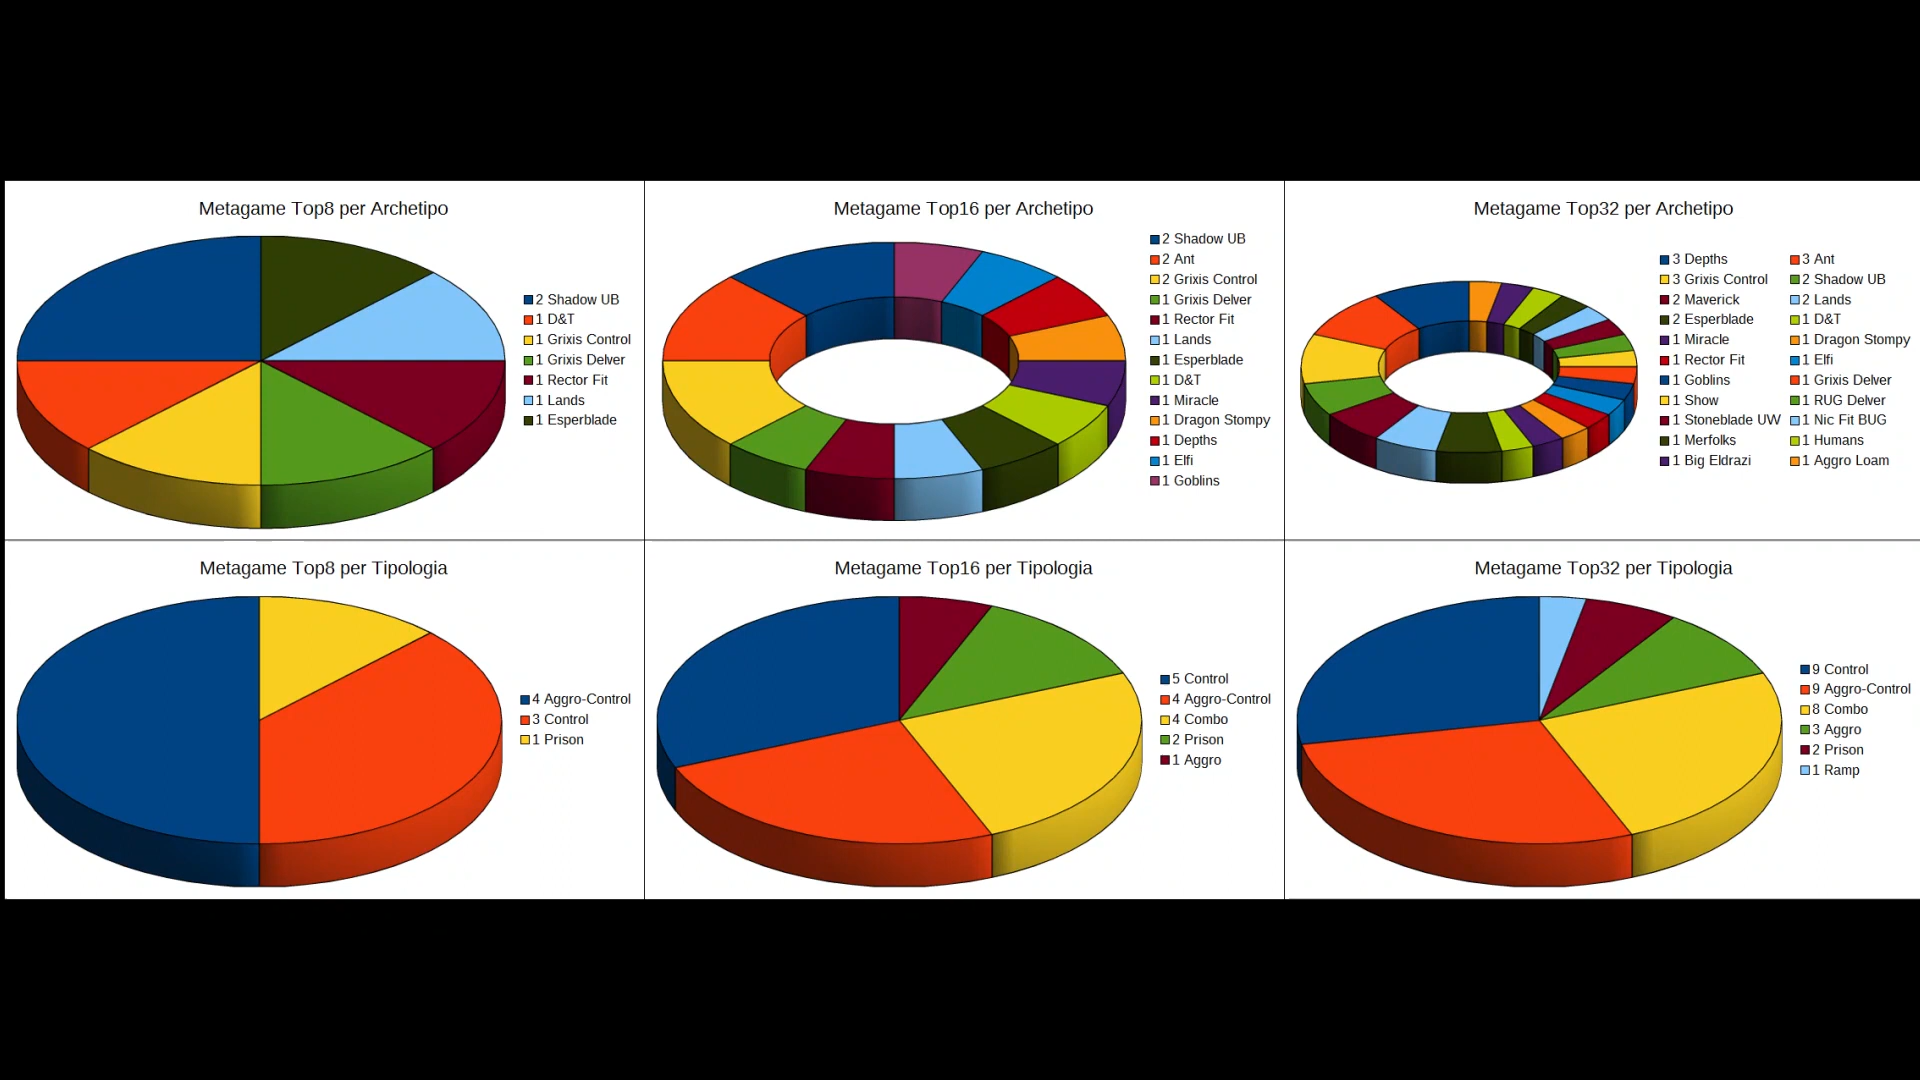 Metagame Top8 per Archetipo
2 Shadow UB
1 D&T
1 Grixis Control
1 Grixis Delver
1 Rector Fit
1 Lands
1 Esperblade
Metagame Top16 per Archetipo
2 Shadow UB
2 Ant
2 Grixis Control
1 Grixis Delver
1 Rector Fit
1 Lands
1 Esperblade
1 D&T
1 Miracle
1 Dragon Stompy
1 Depths
1 Elfi
1 Goblins
Metagame Top32 per Archetipo
3 Depths 3 Ant
3 Grixis Control 2 Shadow UB
2 Maverick 2 Lands
2 Esperblade 1 D&T
1 Miracle 1 Dragon Stompy
1 Rector Fit 1 Elfi
1 Goblins 1 Grixis Delver
1 Show 1 RUG Delver
1 Stoneblade UW 1 Nic Fit BUG
1 Merfolks 1 Humans
1 Big Eldrazi 1 Aggro Loam
Metagame Top8 per Tipologia
4 Aggro-Control
3 Control
1 Prison
Metagame Top16 per Tipologia
5 Control
4 Aggro-Control
4 Combo
2 Prison
1 Aggro
Metagame Top32 per Tipologia
9 Control
9 Aggro-Control
8 Combo
3 Aggro
2 Prison
1 Ramp